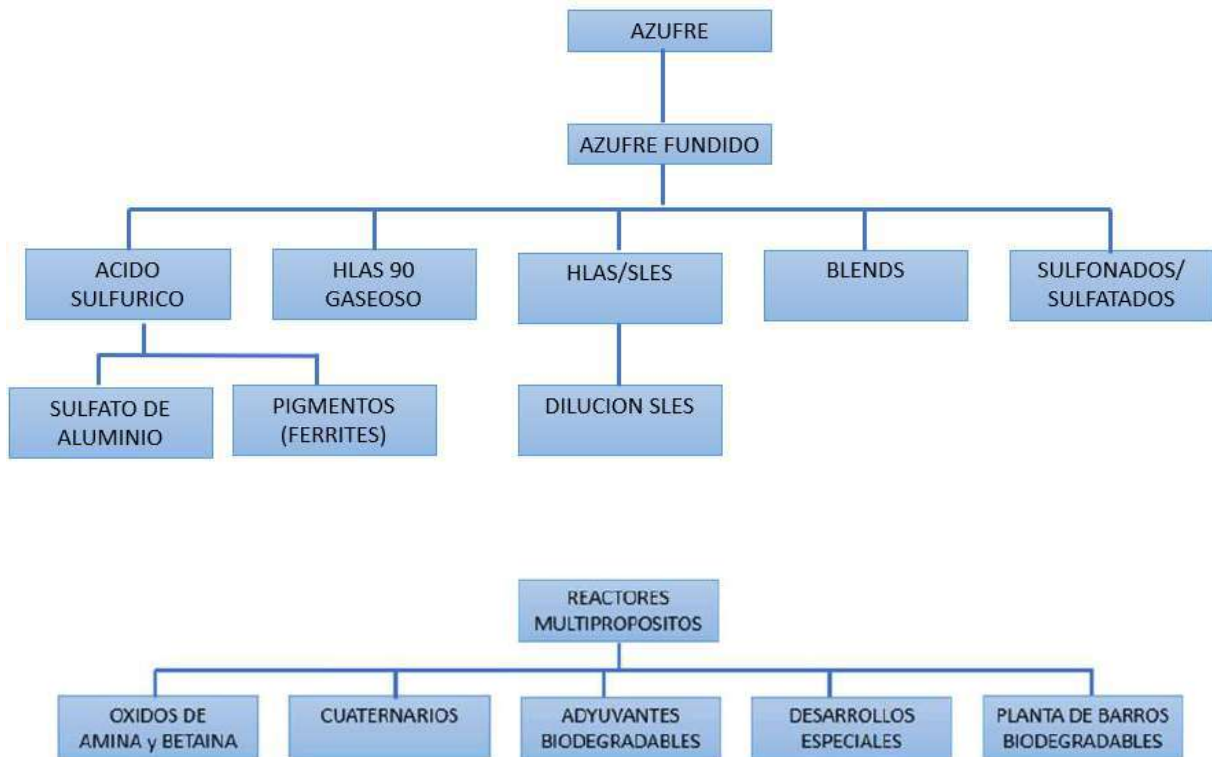 AZUFRE
AZUFRE FUNDIDO
ACIDO
SULFURICO
HLAS 90
GASEOSO
HLAS/SLES
BLENDS
SULFONADOS/
SULFATADOS
SULFATO DE
ALUMINIO
PIGMENTOS
(FERRITES)
DILUCION SLES
REACTORES
MULTIPROPOSITOS
OXIDOS DE
AMINA y BETAINA
CUATERNARIOS
ADYUVANTES
BIODEGRADABLES
DESARROLLOS
ESPECIALES
PLANTA DE BARROS
BIODEGRADABLES